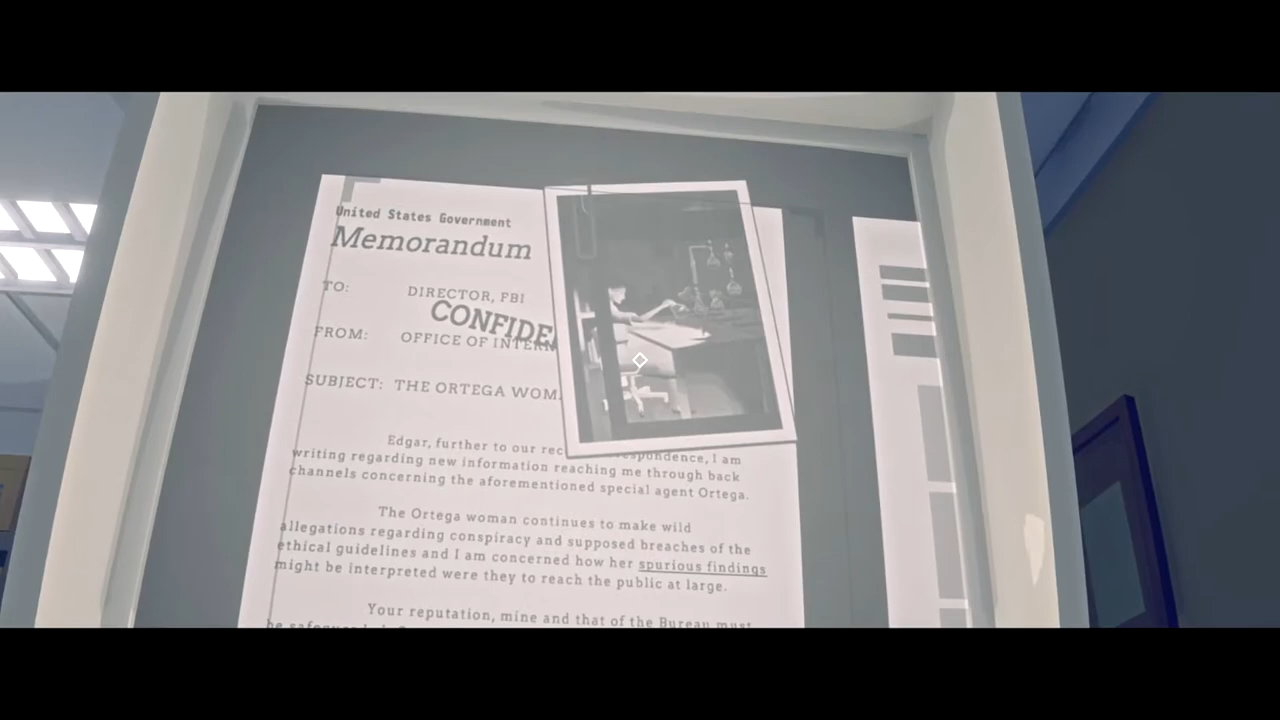 United States Government
Memorandum
TO: DIRECTOR, FBI
CONFIDE
FROM: OFFICE OF INTERN
SUBJECT: THE ORTEGA WOM
Edgar, further to our rec spondence, I am
writing regarding new information reaching me through back
channels concerning the aforementioned special agent Ortega.
The Ortega woman continues to make wild
allegations regarding conspiracy and supposed breaches of the
ethical guidelines and I am concerned how her spurious findings
might be interpreted were they to reach the public at large.
Your reputation, mine and that of the Bureau must